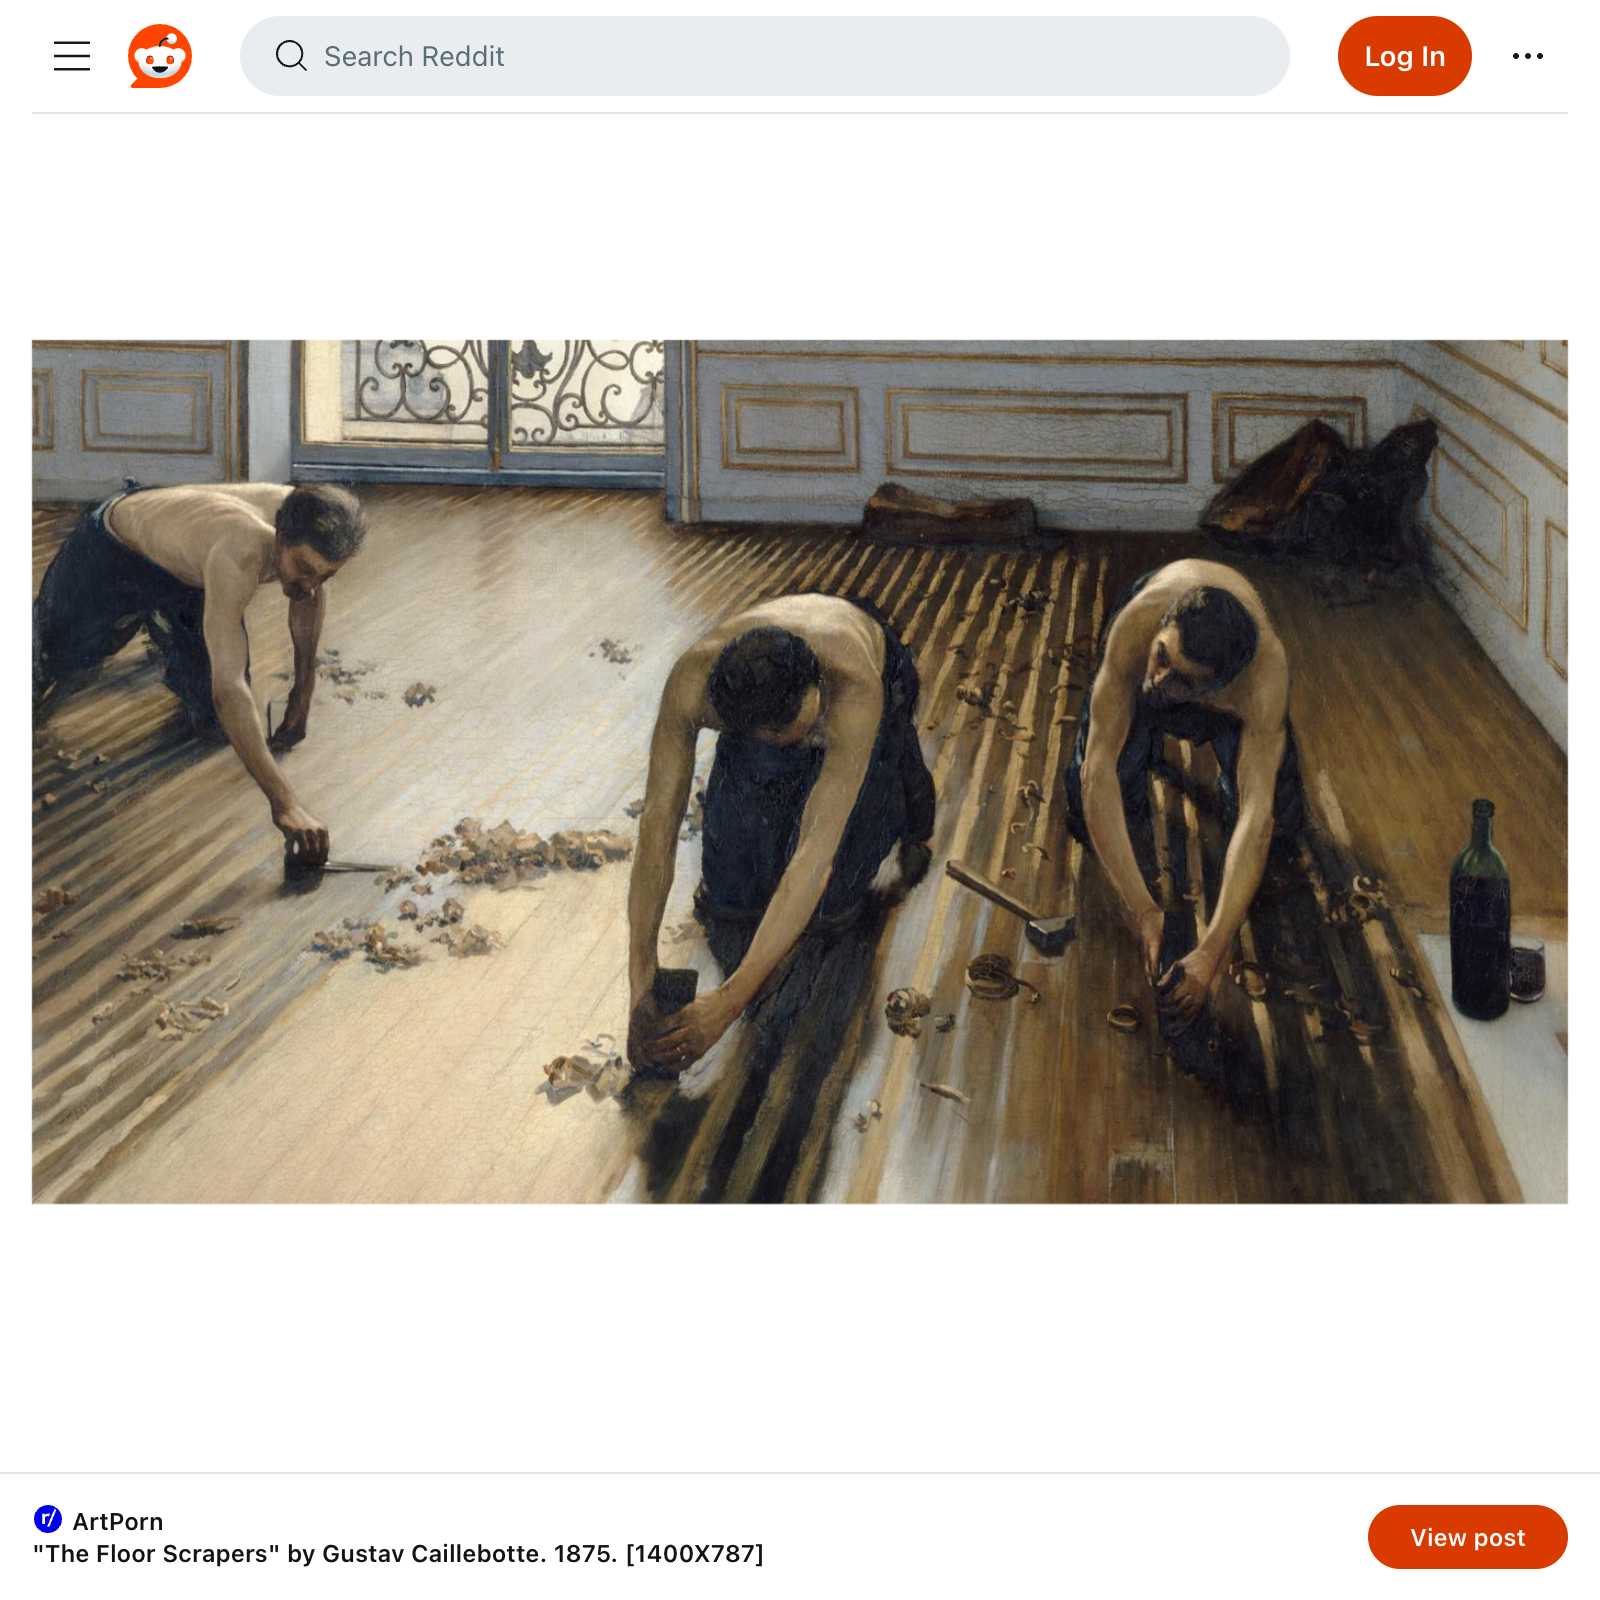 Search Reddit
Log In
r/ ArtPorn
"The Floor Scrapers" by Gustav Caillebotte. 1875. [1400X787]
View post